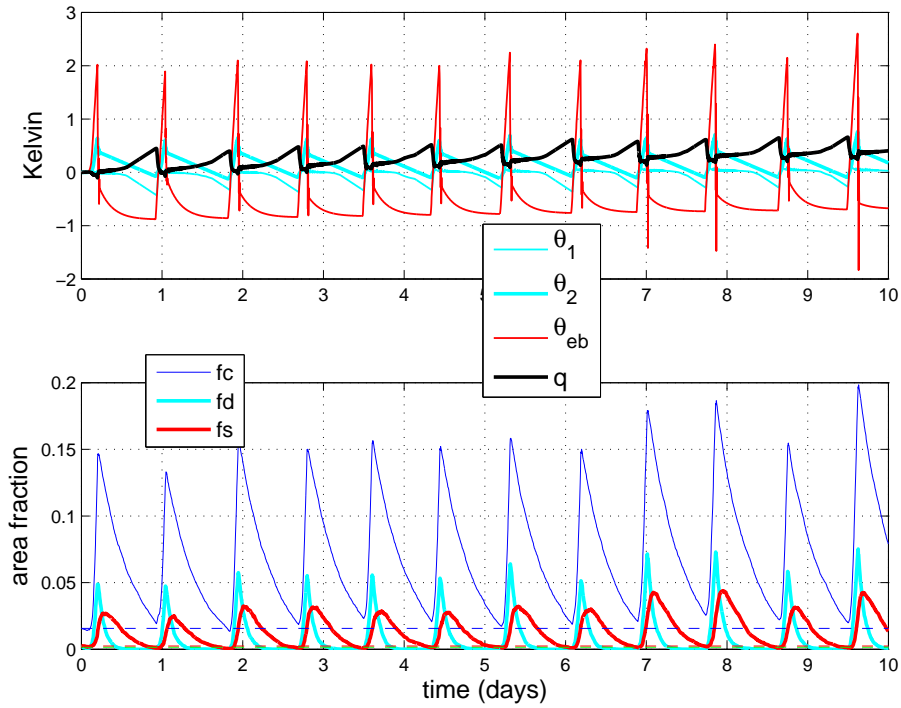 3
2
1
0
−1
−2
Kelvin
0 1 2 3 4 5 6 7 8 9 10
θ1
θ2
θeb
q
fc
fd
fs
0.2
0.15
0.1
0.05
0
area fraction
0 1 2 3 4 5 6 7 8 9 10
time (days)